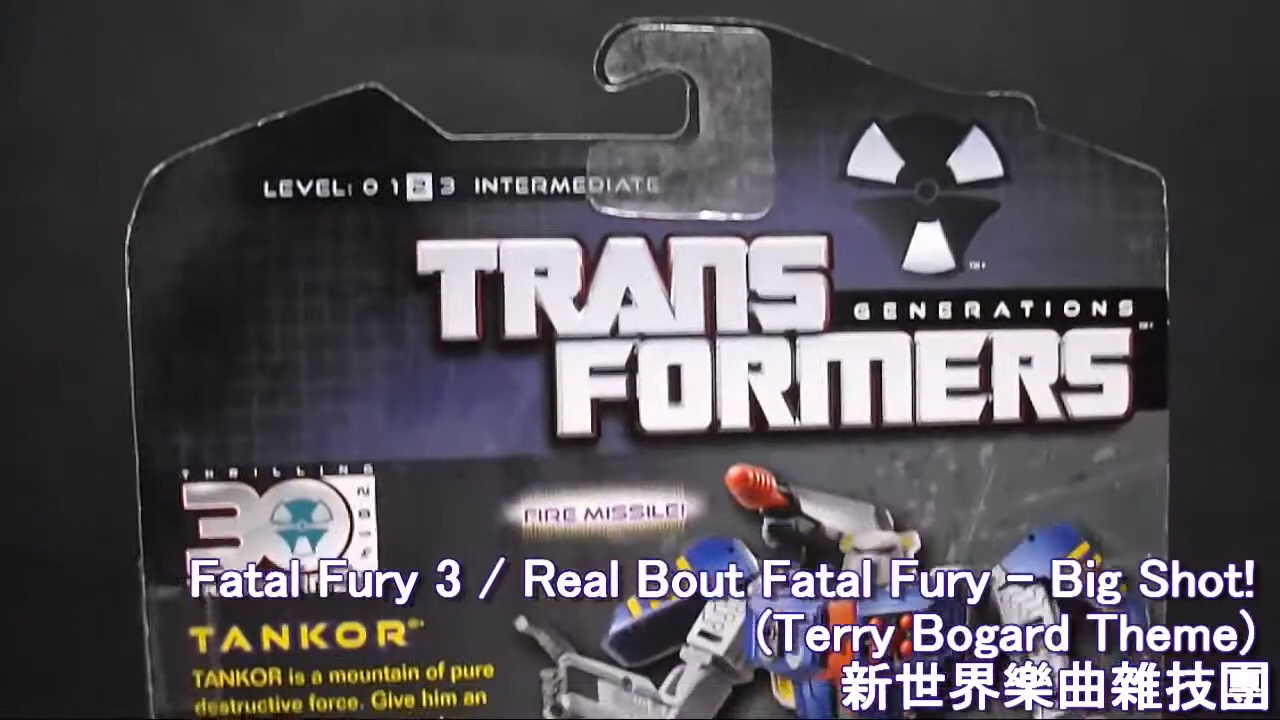 LEVEL: 0 1 2 3 INTERMEDIATE
TRANS
GENERATIONS
FORMERS
THRILLING
30
FIRE MISSILE!
Fatal Fury 3 / Real Bout Fatal Fury - Big Shot!
TANKOR
(Terry Bogard Theme)
TANKOR is a mountain of pure
新世界樂曲雜技團
destructive force. Give him an